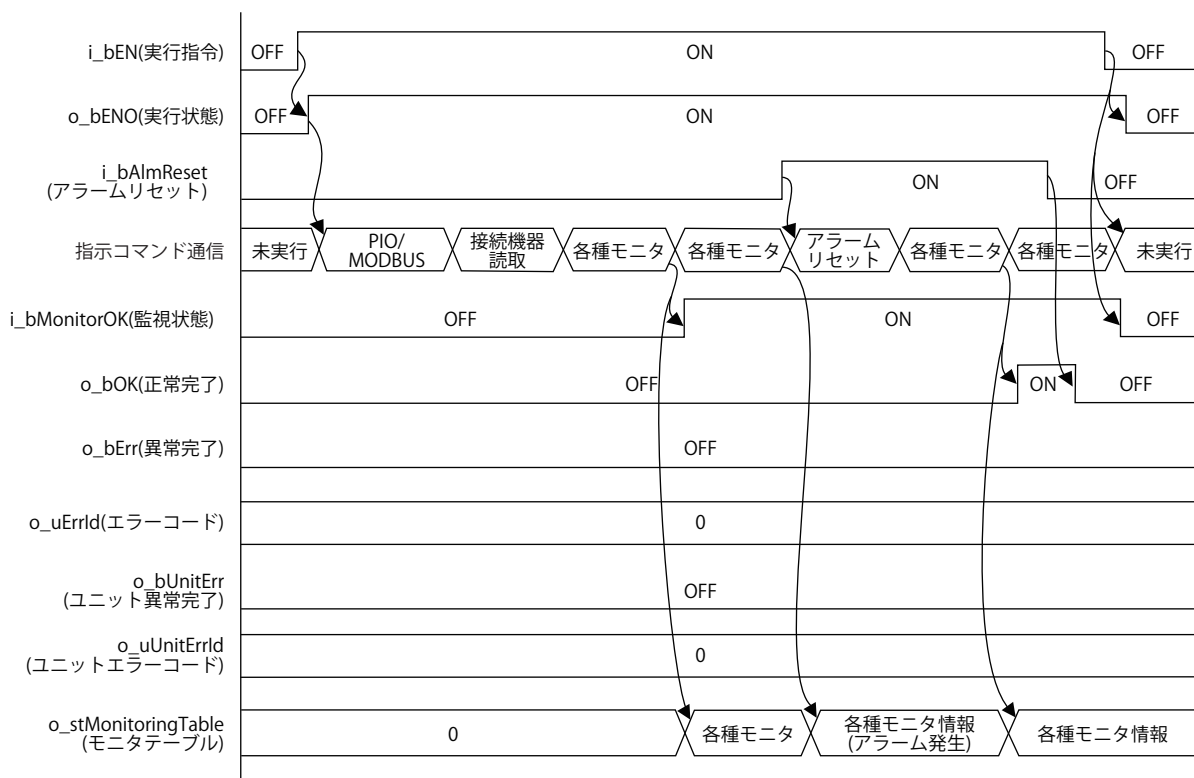 i_bEN(実行指令) OFF ON OFF
o_bENO(実行状態) OFF ON OFF
i_bAlmReset
(アラームリセット) ON OFF
指示コマンド通信 未実行 PIO/
MODBUS 接続機器
読取 各種モニタ 各種モニタ アラーム
リセット 各種モニタ 各種モニタ 未実行
i_bMonitorOK(監視状態) OFF ON OFF
o_bOK(正常完了) OFF ON OFF
o_bErr(異常完了) OFF
o_uErrId(エラーコード) 0
o_bUnitErr
(ユニット異常完了) OFF
o_uUnitErrId
(ユニットエラーコード) 0
o_stMonitoringTable
(モニタテーブル) 0 各種モニタ 各種モニタ情報
(アラーム発生) 各種モニタ情報